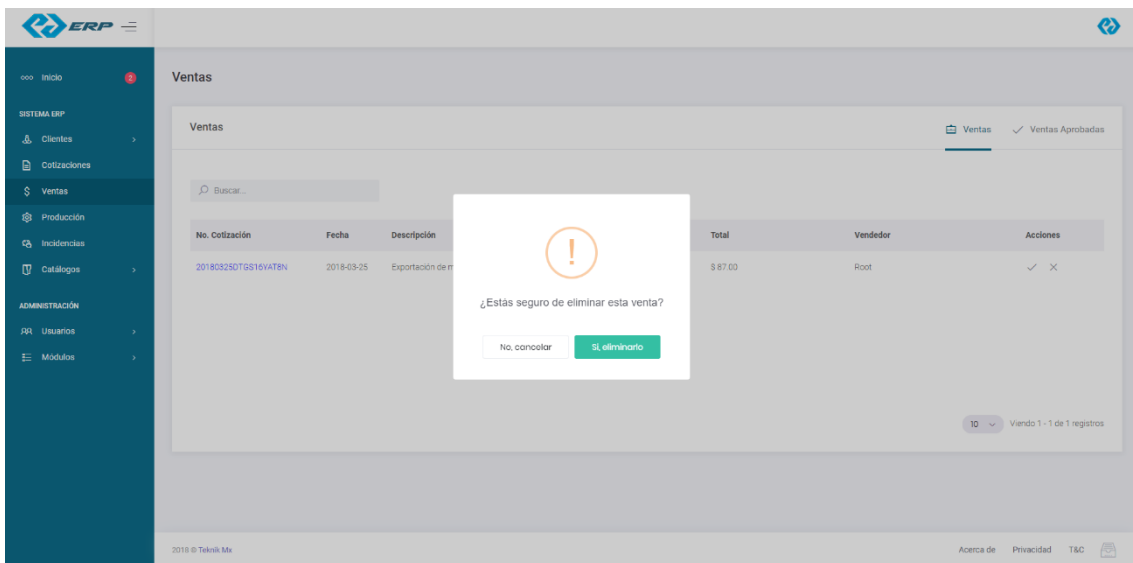 ERP
Inicio 2
SISTEMA ERP
Clientes
Cotizaciones
$ Ventas
Producción
Incidencias
Catálogos
ADMINISTRACIÓN
Usuarios
Módulos
Ventas
Ventas
Ventas Ventas Aprobadas
Buscar...
No. Cotización Fecha Descripción Total Vendedor Acciones
20180325DTGS16YAT8N 2018-03-25 Exportación de m $ 87.00 Root
!
¿Estás seguro de eliminar esta venta?
No, cancelar Sí, eliminarlo
10 Viendo 1 - 1 de 1 registros
2018 © Teknik Mx Acerca de Privacidad T&C